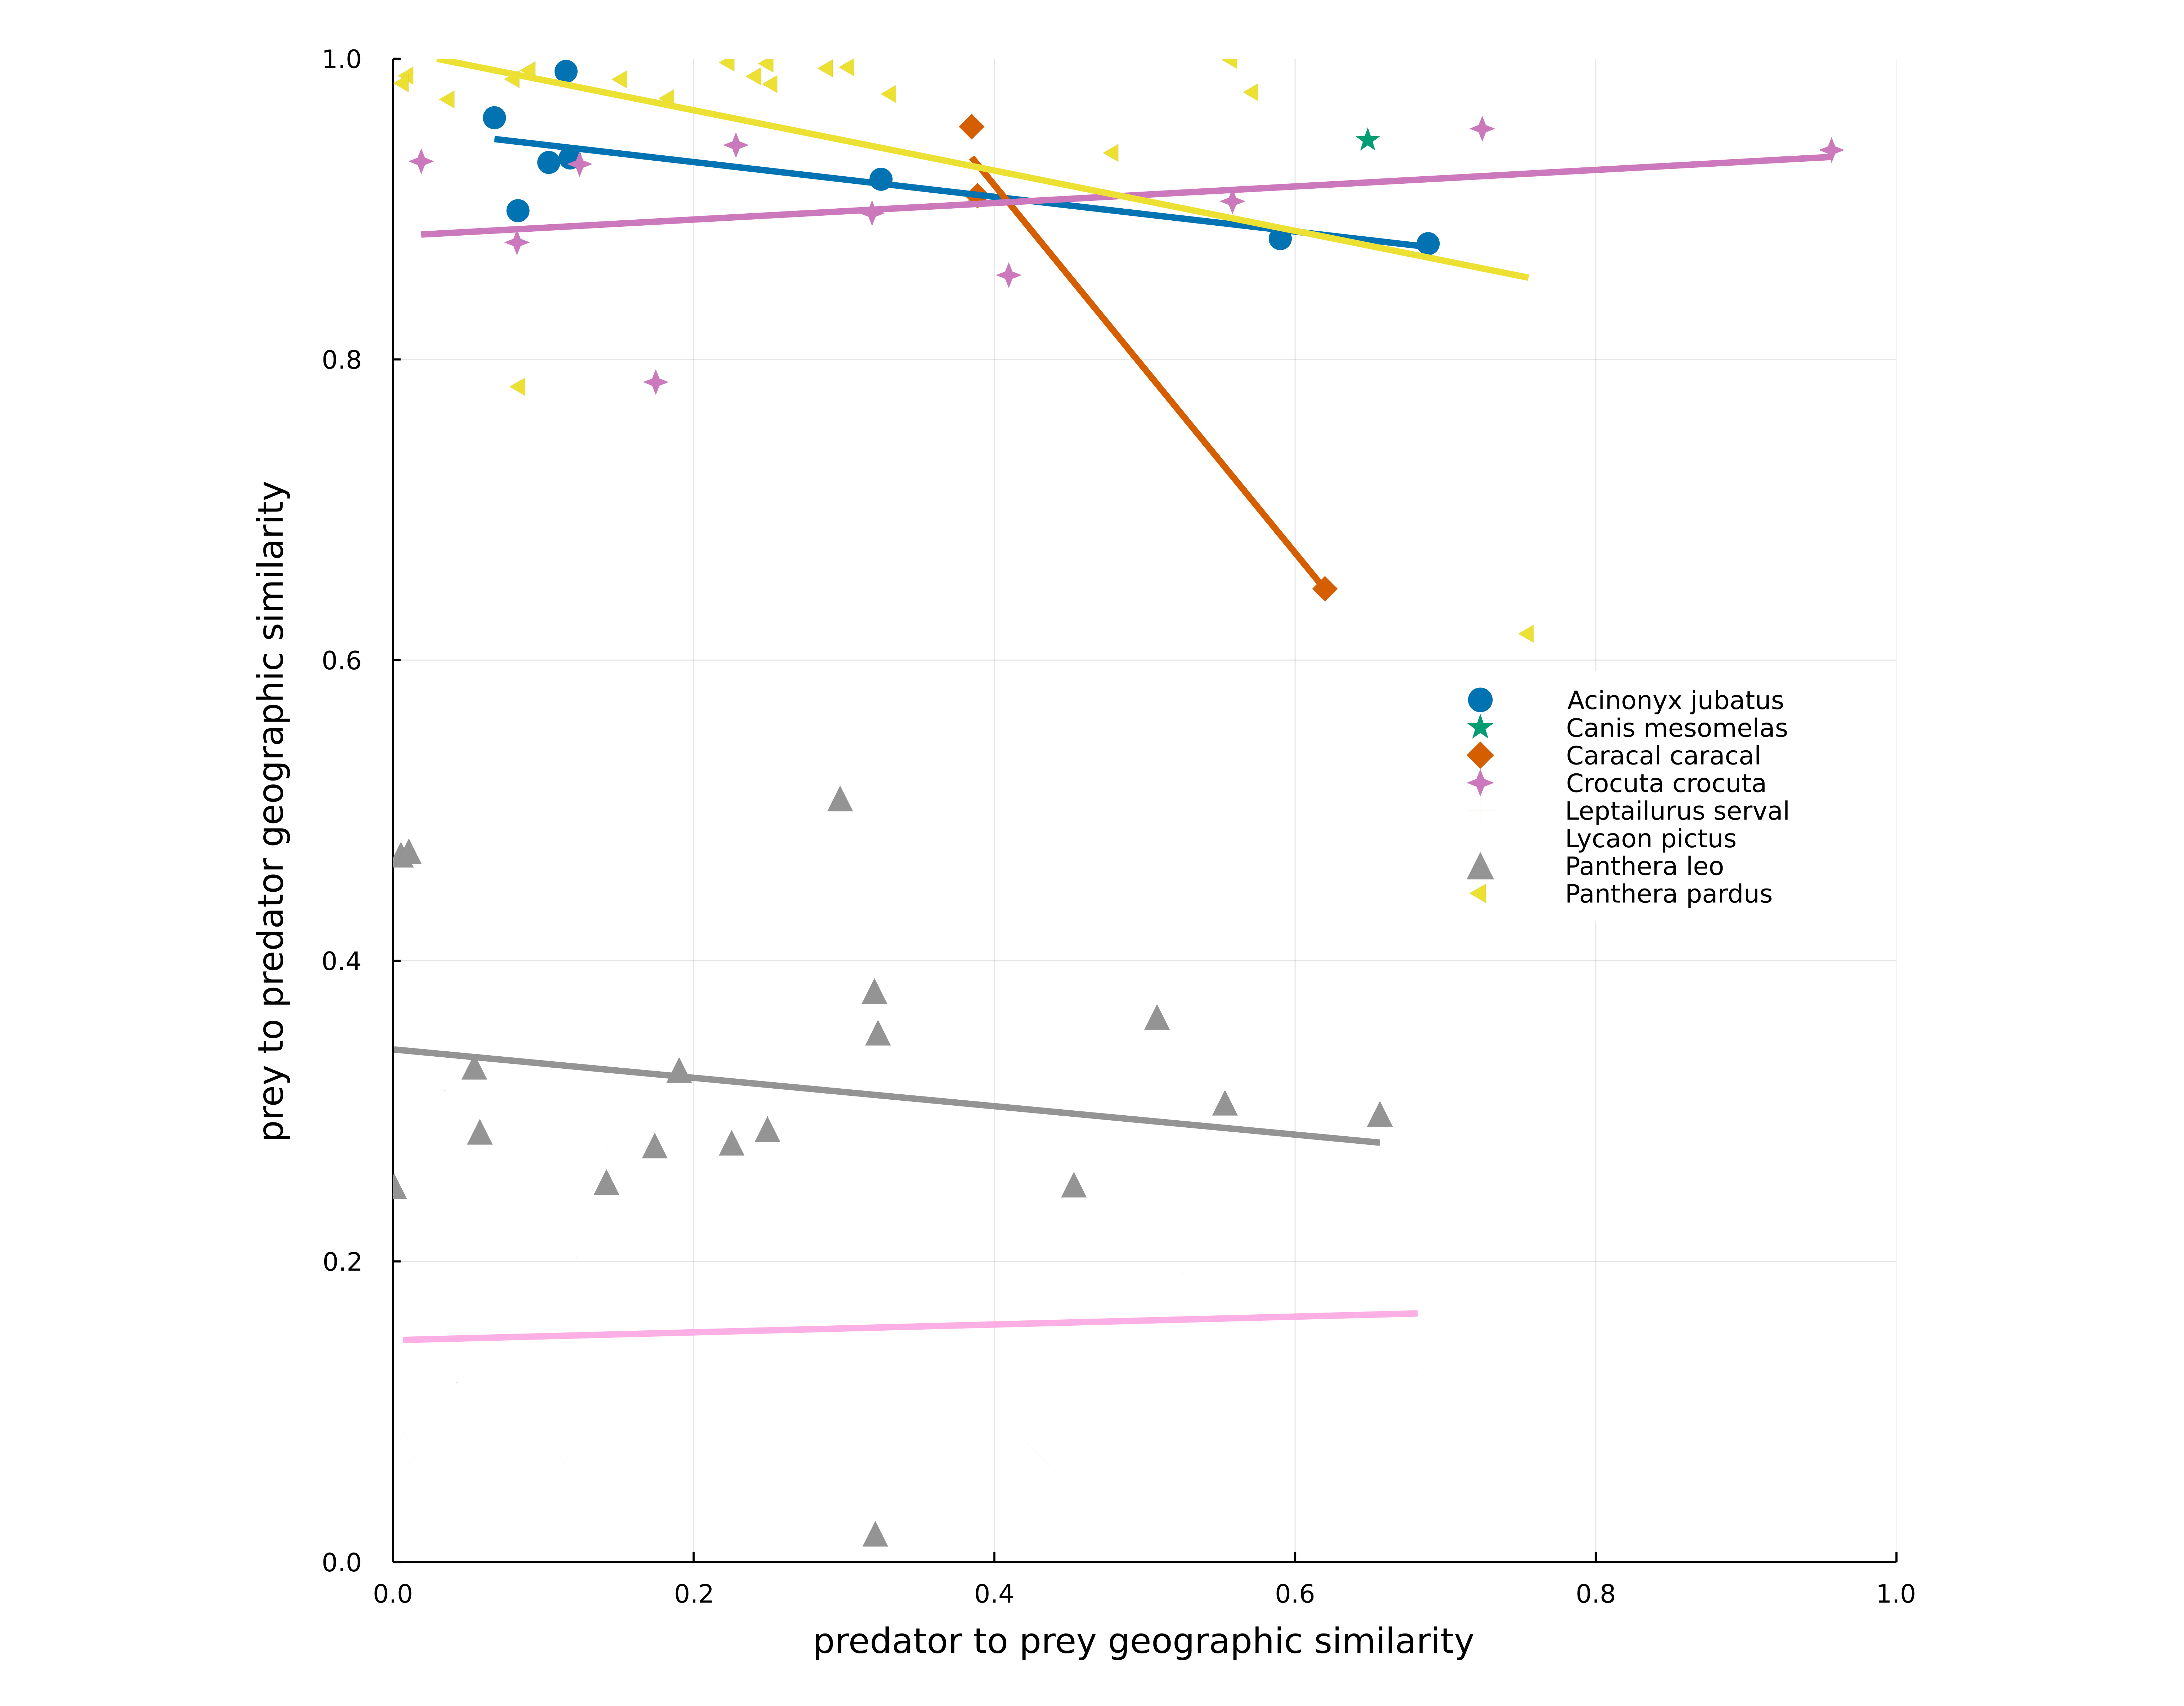 1.0
0.8
0.6
0.4
0.2
0.0
prey to predator geographic similarity
Acinonyx jubatus
Canis mesomelas
Caracal caracal
Crocuta crocuta
Leptailurus serval
Lycaon pictus
Panthera leo
Panthera pardus
0.0 0.2 0.4 0.6 0.8 1.0
predator to prey geographic similarity